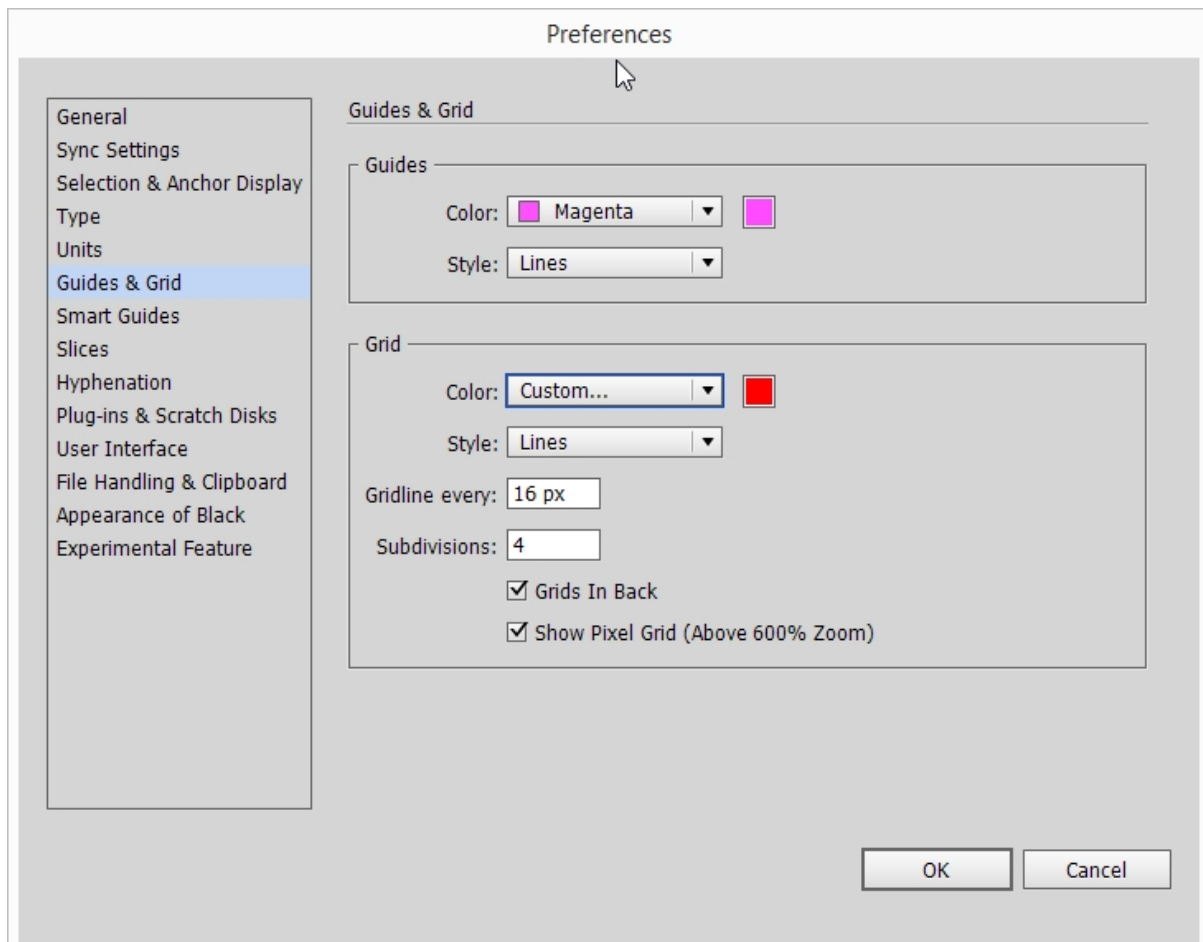 Preferences
General
Sync Settings
Selection & Anchor Display
Type
Units
Guides & Grid
Smart Guides
Slices
Hyphenation
Plug-ins & Scratch Disks
User Interface
File Handling & Clipboard
Appearance of Black
Experimental Feature
Guides & Grid
Guides
Color: Magenta
Style: Lines
Grid
Color: Custom...
Style: Lines
Gridline every: 16 px
Subdivisions: 4
Grids In Back
Show Pixel Grid (Above 600% Zoom)
OK Cancel